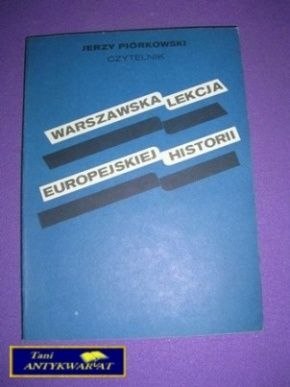 JERZY PIÓRKOWSKI
CZYTELNIK
WARSZAWSKA LEKCJA
EUROPEJSKIEJ HISTORII
Tani
ANTYKWARIAT